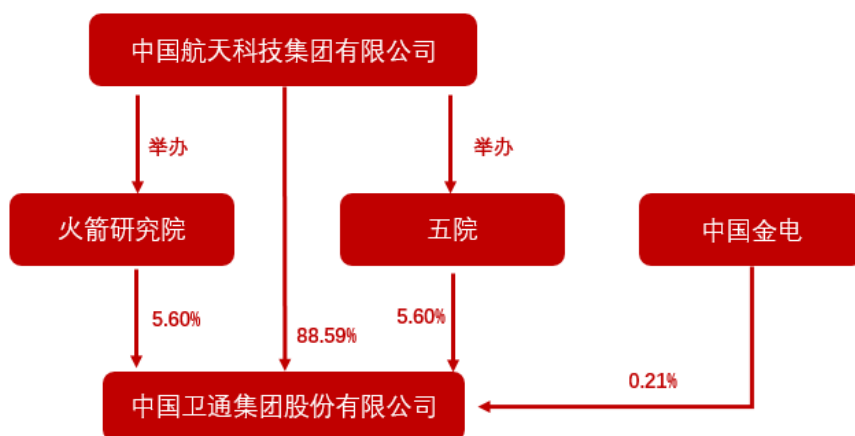 中国航天科技集团有限公司
举办
举办
火箭研究院
五院
中国金电
5.60%
88.59%
5.60%
0.21%
中国卫通集团股份有限公司